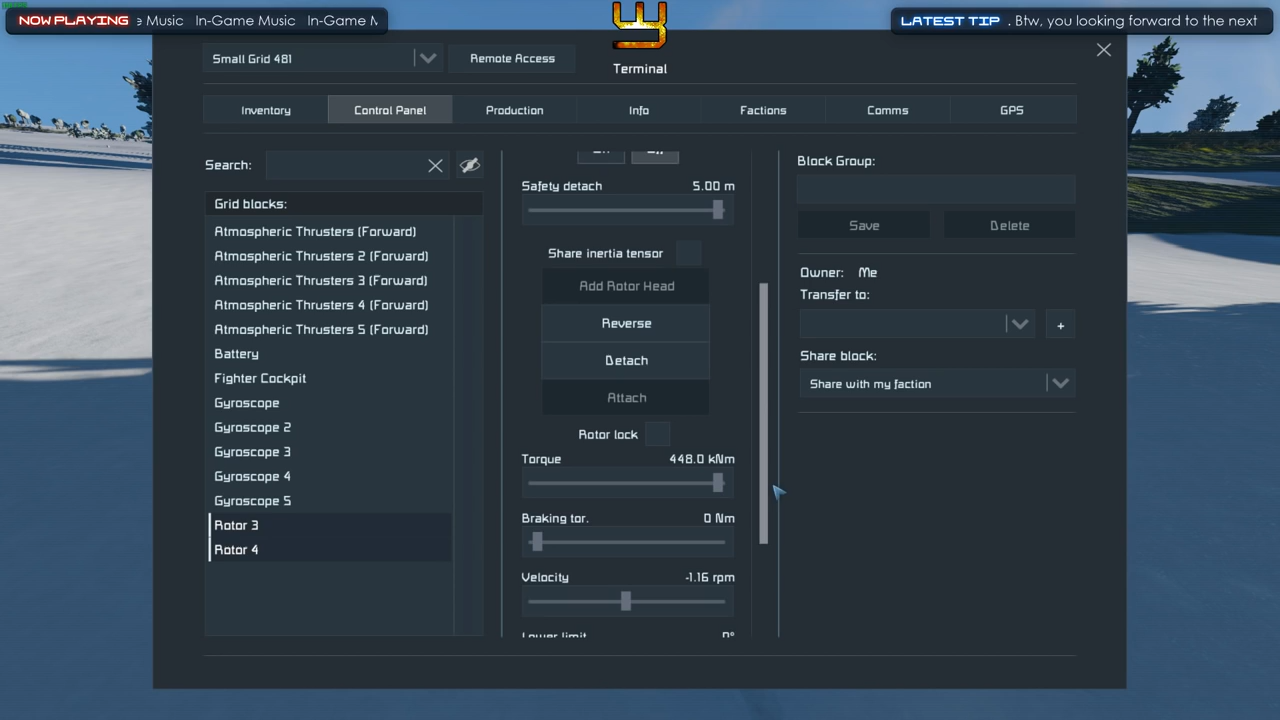 NOW PLAYING e Music In-Game Music In-Game M
LATEST TIP . Btw, you looking forward to the next
Small Grid 481
Remote Access
Terminal
Inventory
Control Panel
Production
Info
Factions
Comms
GPS
Search:
Grid blocks:
Atmospheric Thrusters (Forward)
Atmospheric Thrusters 2 (Forward)
Atmospheric Thrusters 3 (Forward)
Atmospheric Thrusters 4 (Forward)
Atmospheric Thrusters 5 (Forward)
Battery
Fighter Cockpit
Gyroscope
Gyroscope 2
Gyroscope 3
Gyroscope 4
Gyroscope 5
Rotor 3
Rotor 4
Safety detach 5.00 m
Share inertia tensor
Add Rotor Head
Reverse
Detach
Attach
Rotor lock
Torque 448.0 kNm
Braking tor. 0 Nm
Velocity -1.16 rpm
Lower limit 0°
Block Group:
Save
Delete
Owner: Me
Transfer to:
+
Share block:
Share with my faction